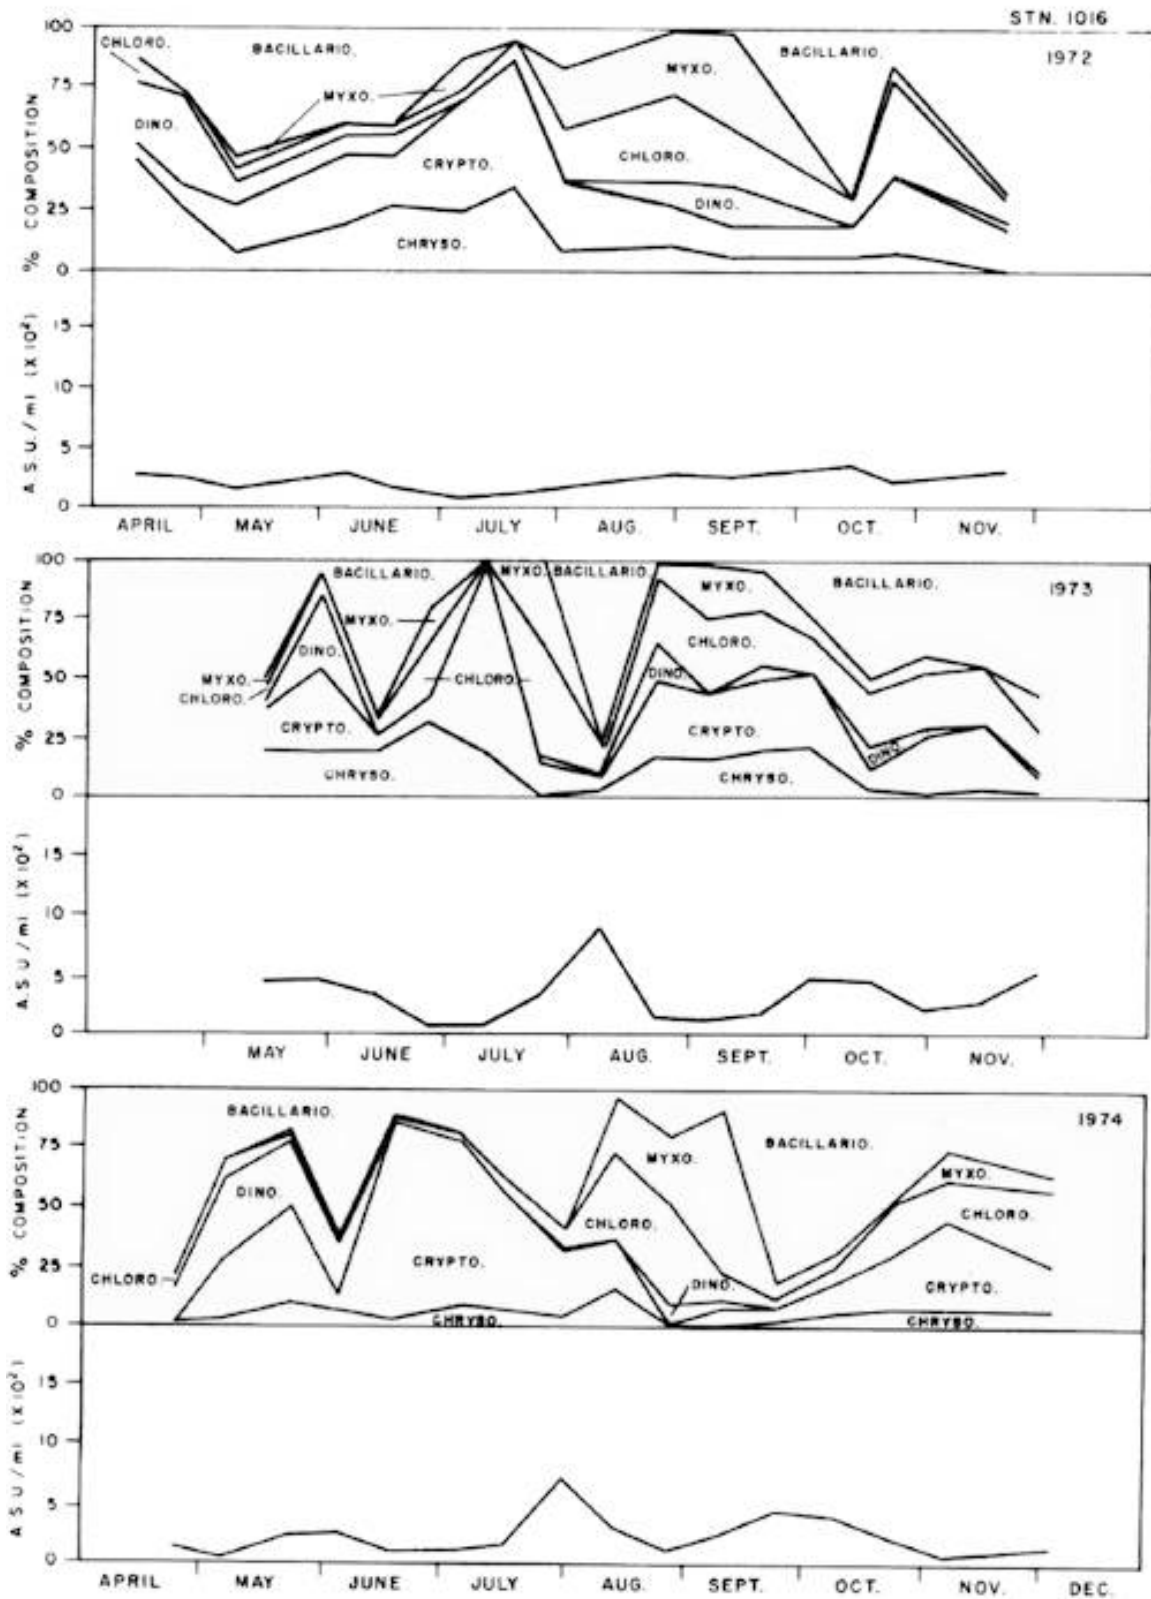 STN. 1016
1972
100
75
50
25
0
% COMPOSITION
CHLORO.
BACILLARIO.
MYXO.
DINO.
CRYPTO.
CHRYSO.
MYXO.
BACILLARIO.
CHLORO.
DINO.
15
10
5
0
A.S.U./ml (X10²)
APRIL MAY JUNE JULY AUG. SEPT. OCT. NOV.
1973
100
75
50
25
0
% COMPOSITION
BACILLARIO.
MYXO.
DINO.
MYXO.
CHLORO.
CHLORO.
CRYPTO.
CHRYSO.
MYXO.
BACILLARIO.
MYXO.
BACILLARIO.
CHLORO.
DINO.
CRYPTO.
DINO
CHRYSO.
15
10
5
0
A.S.U/ml (X10²)
MAY JUNE JULY AUG. SEPT. OCT. NOV.
1974
100
75
50
25
0
% COMPOSITION
BACILLARIO.
DINO.
CHLORO
CRYPTO.
CHRYSO.
MYXO.
BACILLARIO.
CHLORO.
DINO.
MYXO.
CHLORO.
CRYPTO.
CHRYSO.
15
10
5
0
A.S.U/ml (X10²)
APRIL MAY JUNE JULY AUG. SEPT. OCT. NOV. DEC.